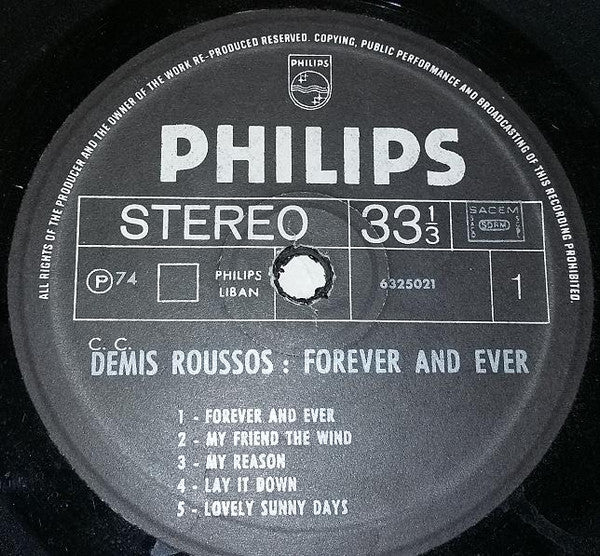 ALL RIGHTS OF THE PRODUCER AND THE OWNER OF THE WORK RE-PRODUCED RESERVED. COPYING, PUBLIC PERFORMANCE AND BROADCASTING OF THIS RECORDING PROHIBITED.
PHILIPS
PHILIPS
STEREO
33 1/3
SACEM
SDRM
Ⓟ 74
PHILIPS
LIBAN
6325021
1
C. C.
DEMIS ROUSSOS : FOREVER AND EVER
1 - FOREVER AND EVER
2 - MY FRIEND THE WIND
3 - MY REASON
4 - LAY IT DOWN
5 - LOVELY SUNNY DAYS